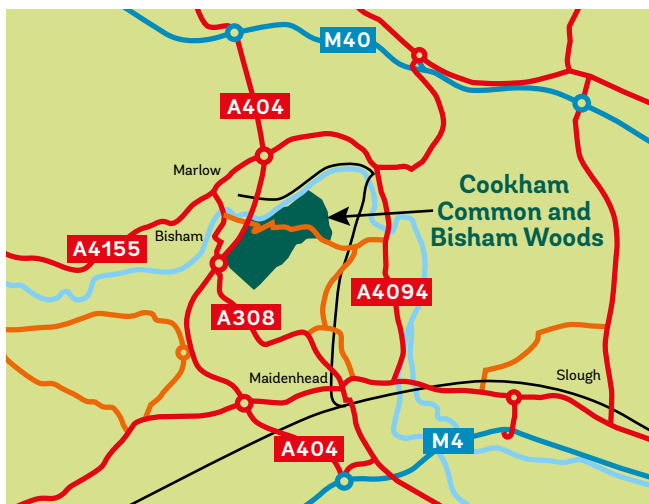 M40
A404
Marlow
Cookham
Common and
Bisham Woods
Bisham
A4155
A4094
A308
Maidenhead
Slough
A404
M4